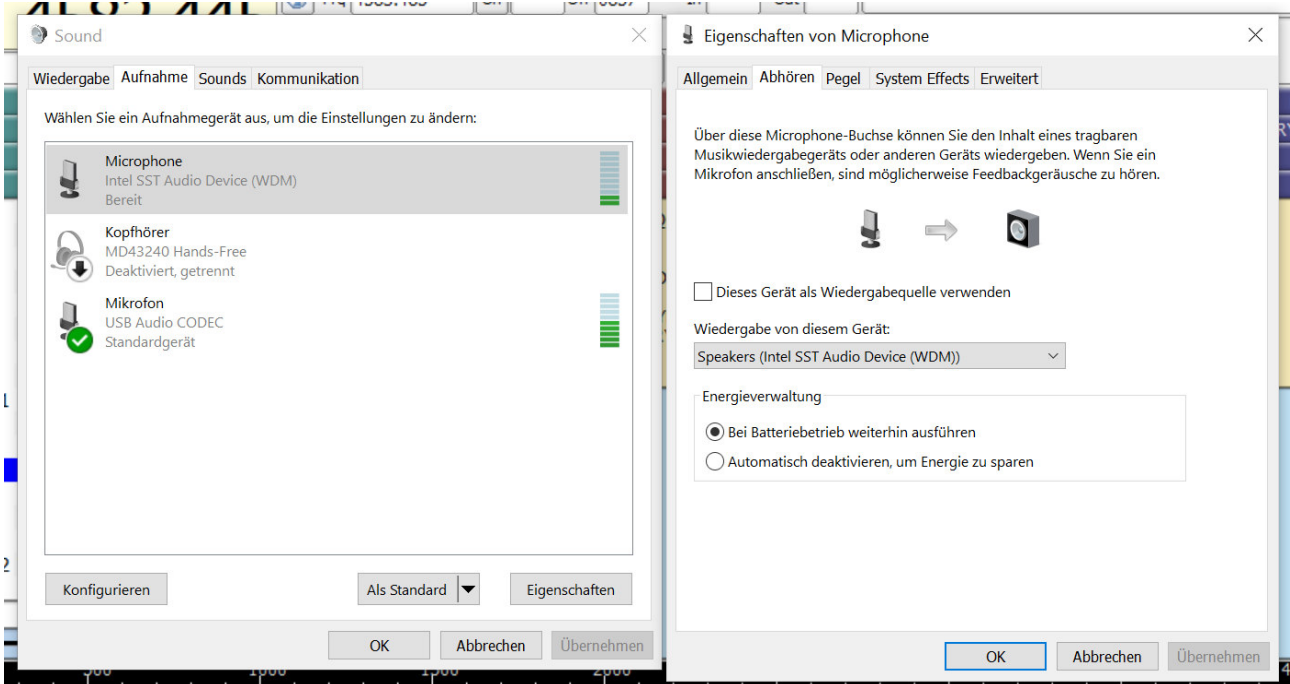 Sound
Wiedergabe Aufnahme Sounds Kommunikation
Wählen Sie ein Aufnahmegerät aus, um die Einstellungen zu ändern:
Microphone
Intel SST Audio Device (WDM)
Bereit
Kopfhörer
MD43240 Hands-Free
Deaktiviert, getrennt
Mikrofon
USB Audio CODEC
Standardgerät
Konfigurieren
Als Standard
Eigenschaften
OK
Abbrechen
Übernehmen
Eigenschaften von Microphone
Allgemein Abhören Pegel System Effects Erweitert
Über diese Microphone-Buchse können Sie den Inhalt eines tragbaren
Musikwiedergabegeräts oder anderen Geräts wiedergeben. Wenn Sie ein
Mikrofon anschließen, sind möglicherweise Feedbackgeräusche zu hören.
Dieses Gerät als Wiedergabequelle verwenden
Wiedergabe von diesem Gerät:
Speakers (Intel SST Audio Device (WDM))
Energieverwaltung
Bei Batteriebetrieb weiterhin ausführen
Automatisch deaktivieren, um Energie zu sparen
OK
Abbrechen
Übernehmen